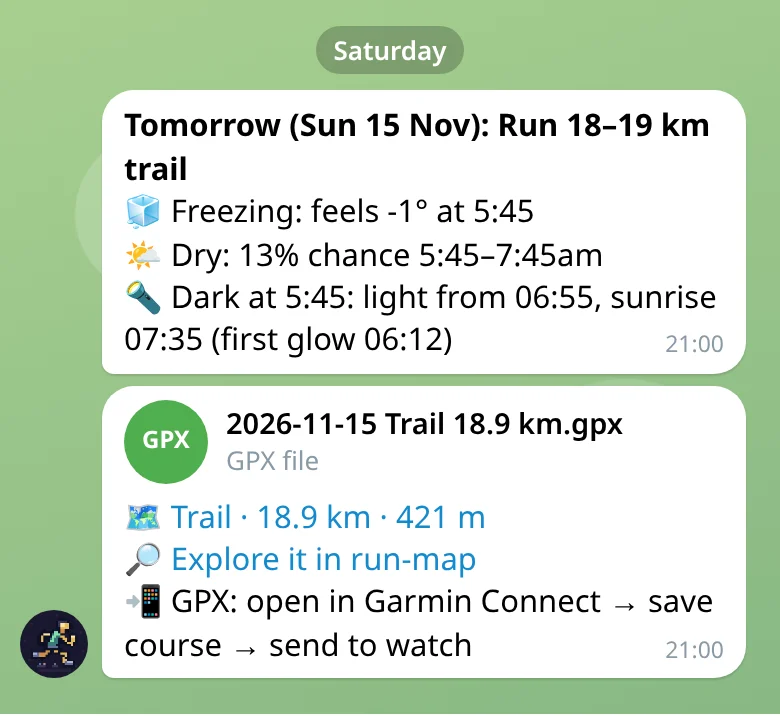 Saturday
Tomorrow (Sun 15 Nov): Run 18–19 km
trail
🧊 Freezing: feels -1° at 5:45
🌤️ Dry: 13% chance 5:45–7:45am
🔦 Dark at 5:45: light from 06:55, sunrise
07:35 (first glow 06:12)
21:00
GPX
2026-11-15 Trail 18.9 km.gpx
GPX file
🗺️ Trail · 18.9 km · 421 m
🔎 Explore it in run-map
📲 GPX: open in Garmin Connect → save
course → send to watch
21:00